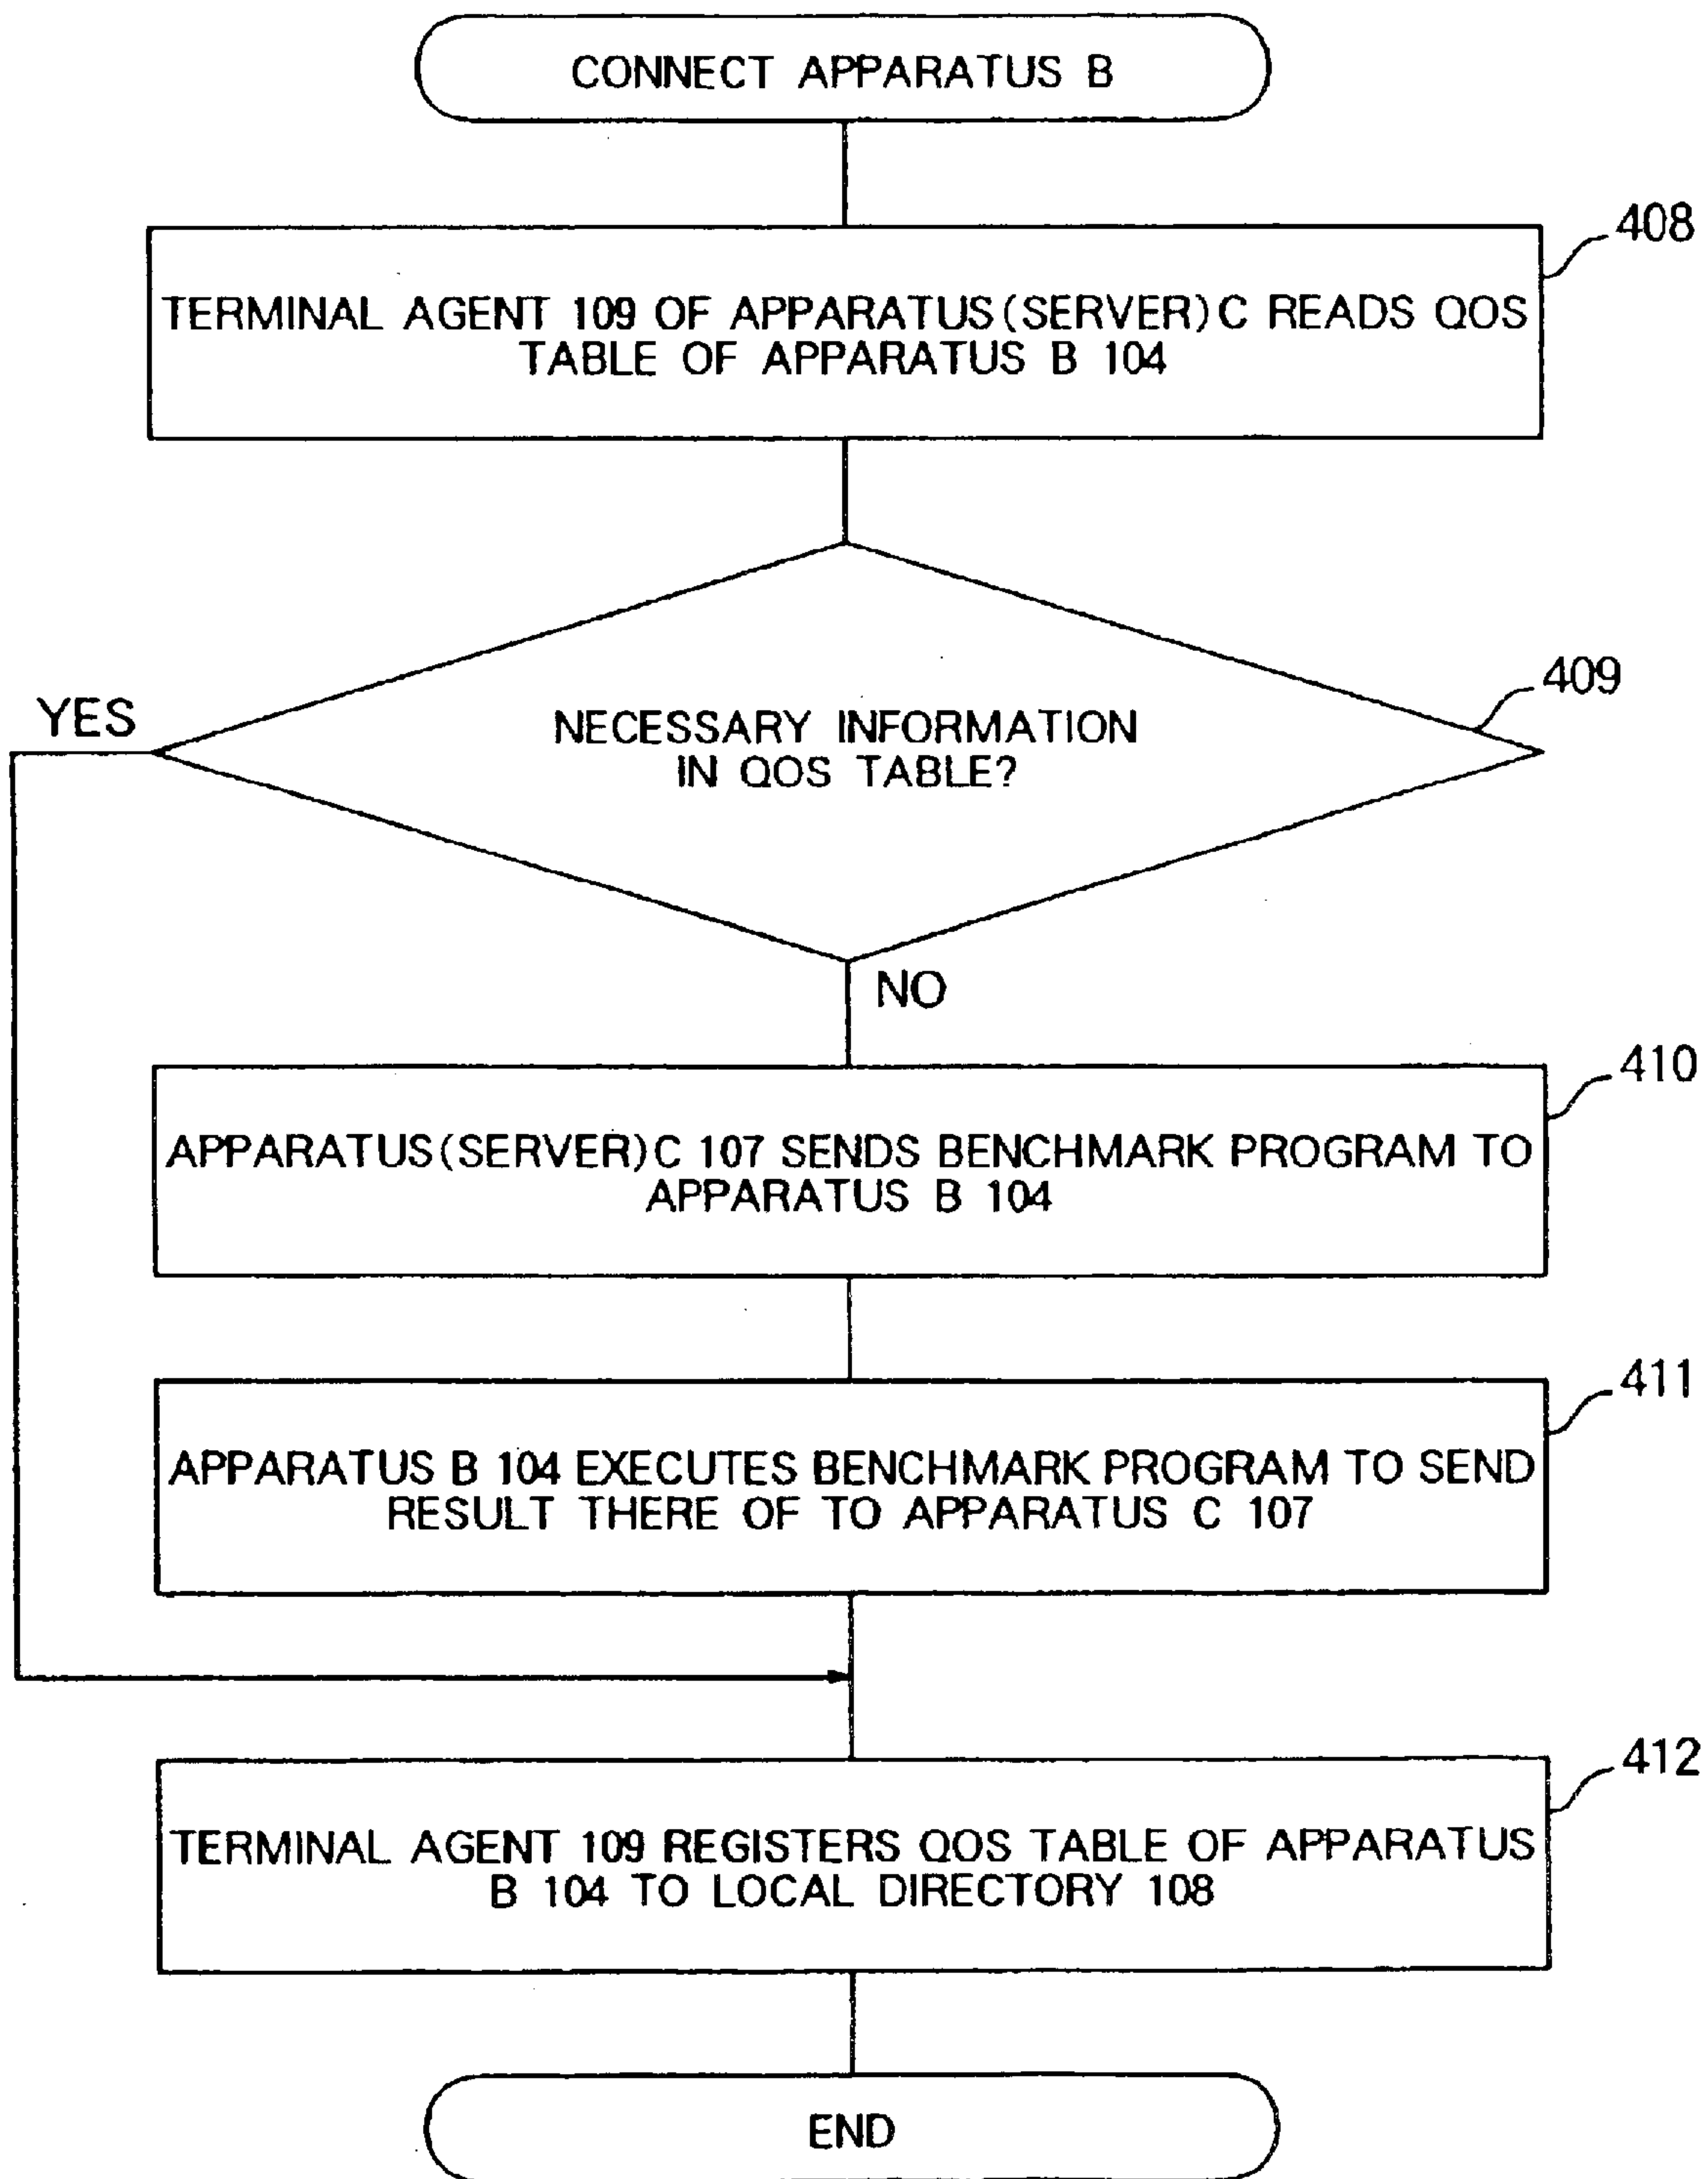 CONNECT APPARATUS B
408
TERMINAL AGENT 109 OF APPARATUS(SERVER)C READS QOS
TABLE OF APPARATUS B 104
409
YES
NECESSARY INFORMATION
IN QOS TABLE?
NO
410
APPARATUS(SERVER)C 107 SENDS BENCHMARK PROGRAM TO
APPARATUS B 104
411
APPARATUS B 104 EXECUTES BENCHMARK PROGRAM TO SEND
RESULT THERE OF TO APPARATUS C 107
412
TERMINAL AGENT 109 REGISTERS QOS TABLE OF APPARATUS
B 104 TO LOCAL DIRECTORY 108
END